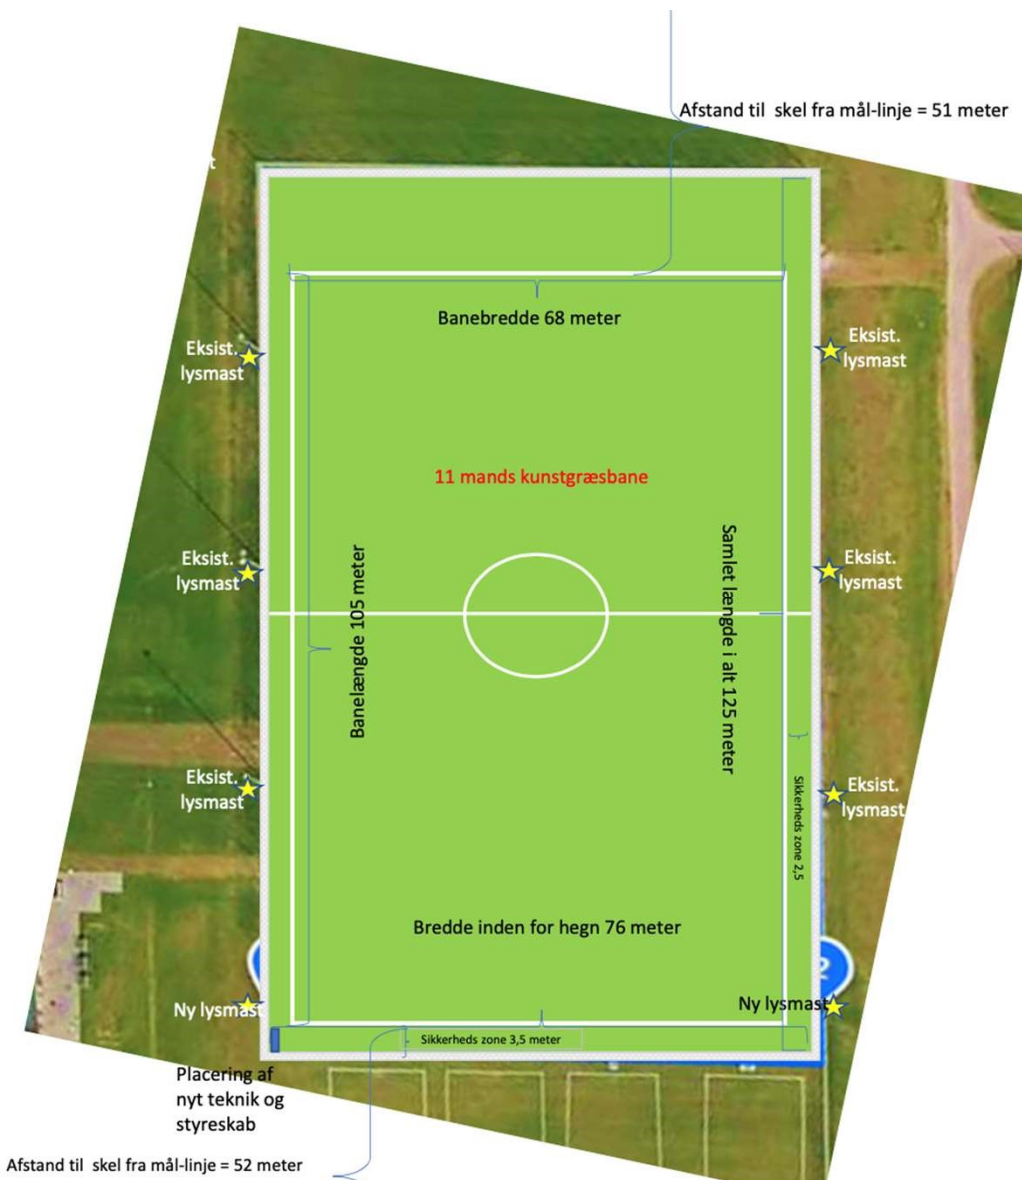 Afstand til skel fra mål-linje = 51 meter
t
Banebredde 68 meter
Eksist.
lysmast
Eksist.
lysmast
11 mands kunstgræsbane
Eksist.
lysmast
Eksist.
lysmast
Banelængde 105 meter
Samlet længde i alt 125 meter
Eksist.
lysmast
Eksist.
lysmast
Sikkerheds zone 2,5
Bredde inden for hegn 76 meter
2
Ny lysmast
Ny lysmast
Sikkerheds zone 3,5 meter
Placering af
nyt teknik og
styreskab
Afstand til skel fra mål-linje = 52 meter